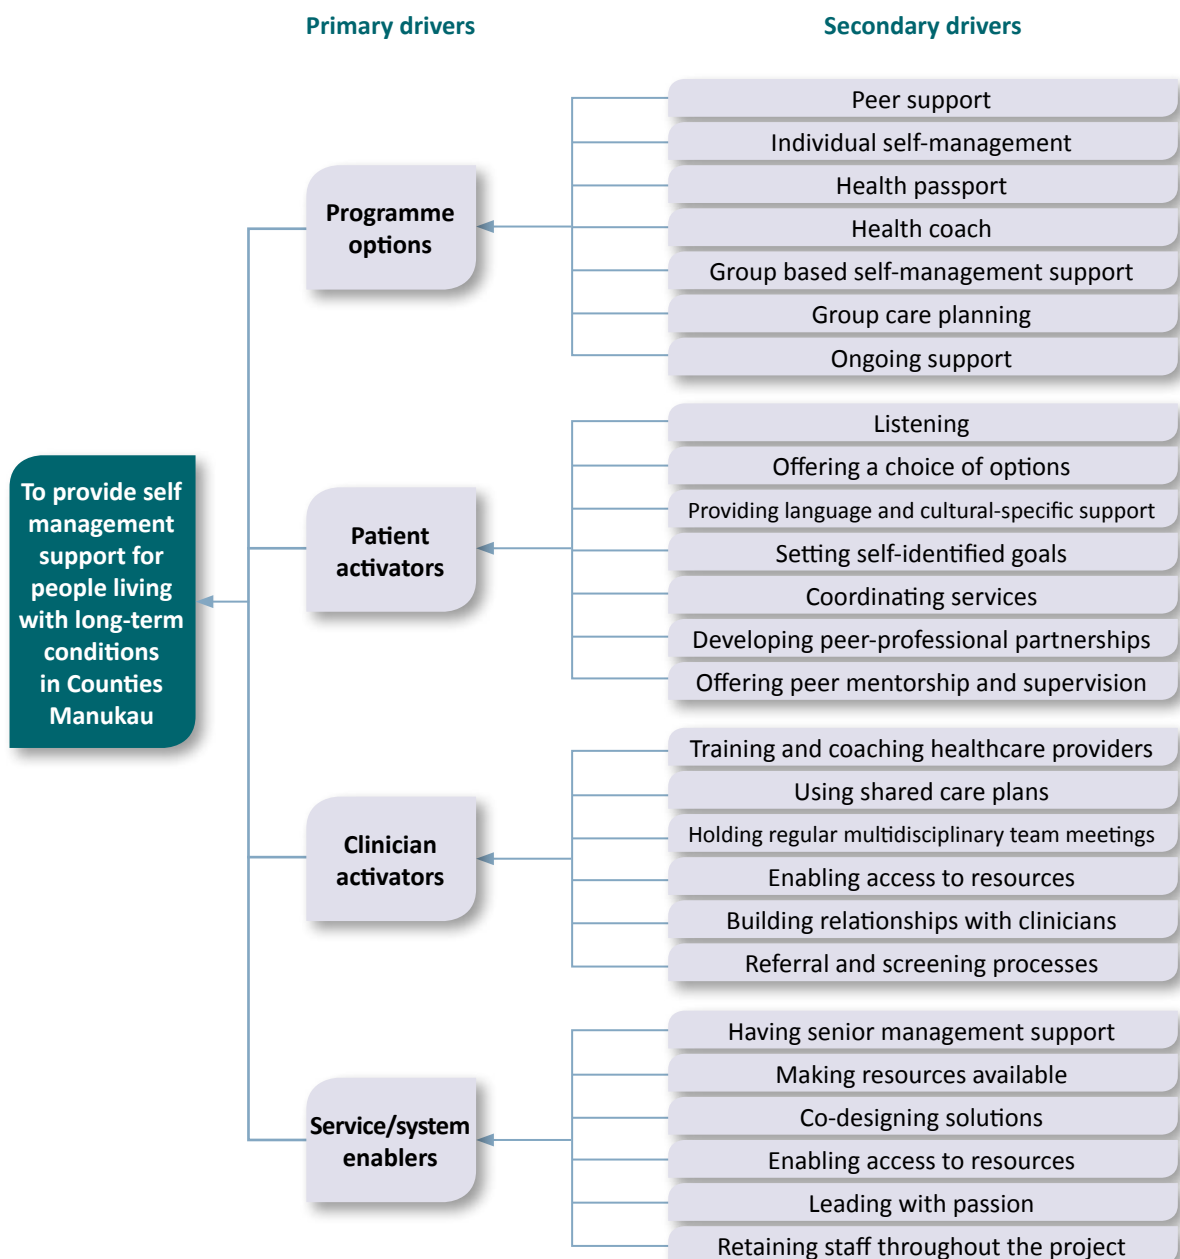 Primary drivers
Secondary drivers
To provide self
management
support for
people living
with long-term
conditions
in Counties
Manukau
Programme
options
Peer support
Individual self-management
Health passport
Health coach
Group based self-management support
Group care planning
Ongoing support
Patient
activators
Listening
Offering a choice of options
Providing language and cultural-specific support
Setting self-identified goals
Coordinating services
Developing peer-professional partnerships
Offering peer mentorship and supervision
Clinician
activators
Training and coaching healthcare providers
Using shared care plans
Holding regular multidisciplinary team meetings
Enabling access to resources
Building relationships with clinicians
Referral and screening processes
Service/system
enablers
Having senior management support
Making resources available
Co-designing solutions
Enabling access to resources
Leading with passion
Retaining staff throughout the project